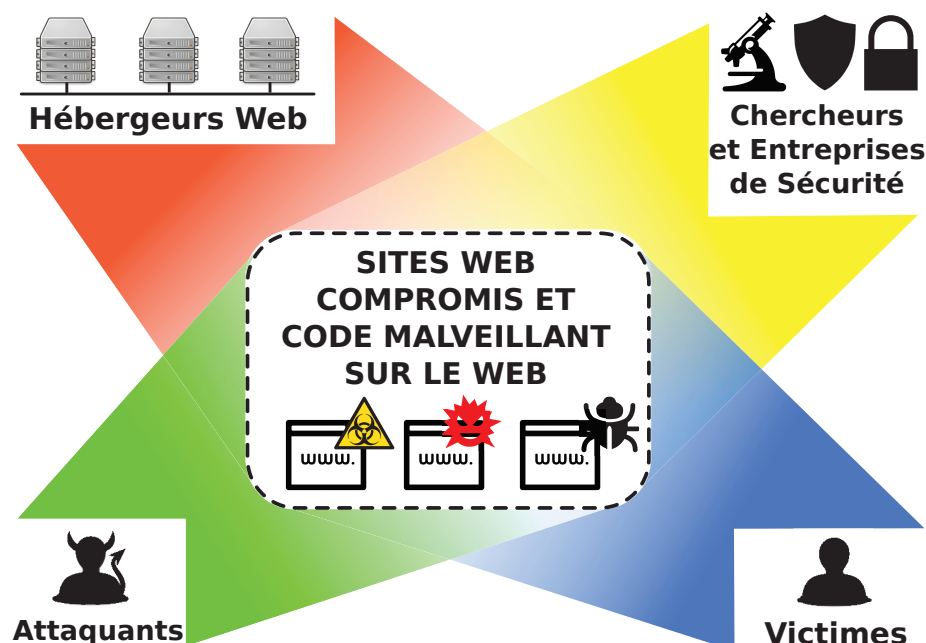 Hébergeurs Web
Chercheurs
et Entreprises
de Sécurité
SITES WEB
COMPROMIS ET
CODE MALVEILLANT
SUR LE WEB
www.
www.
www.
Attaquants
Victimes